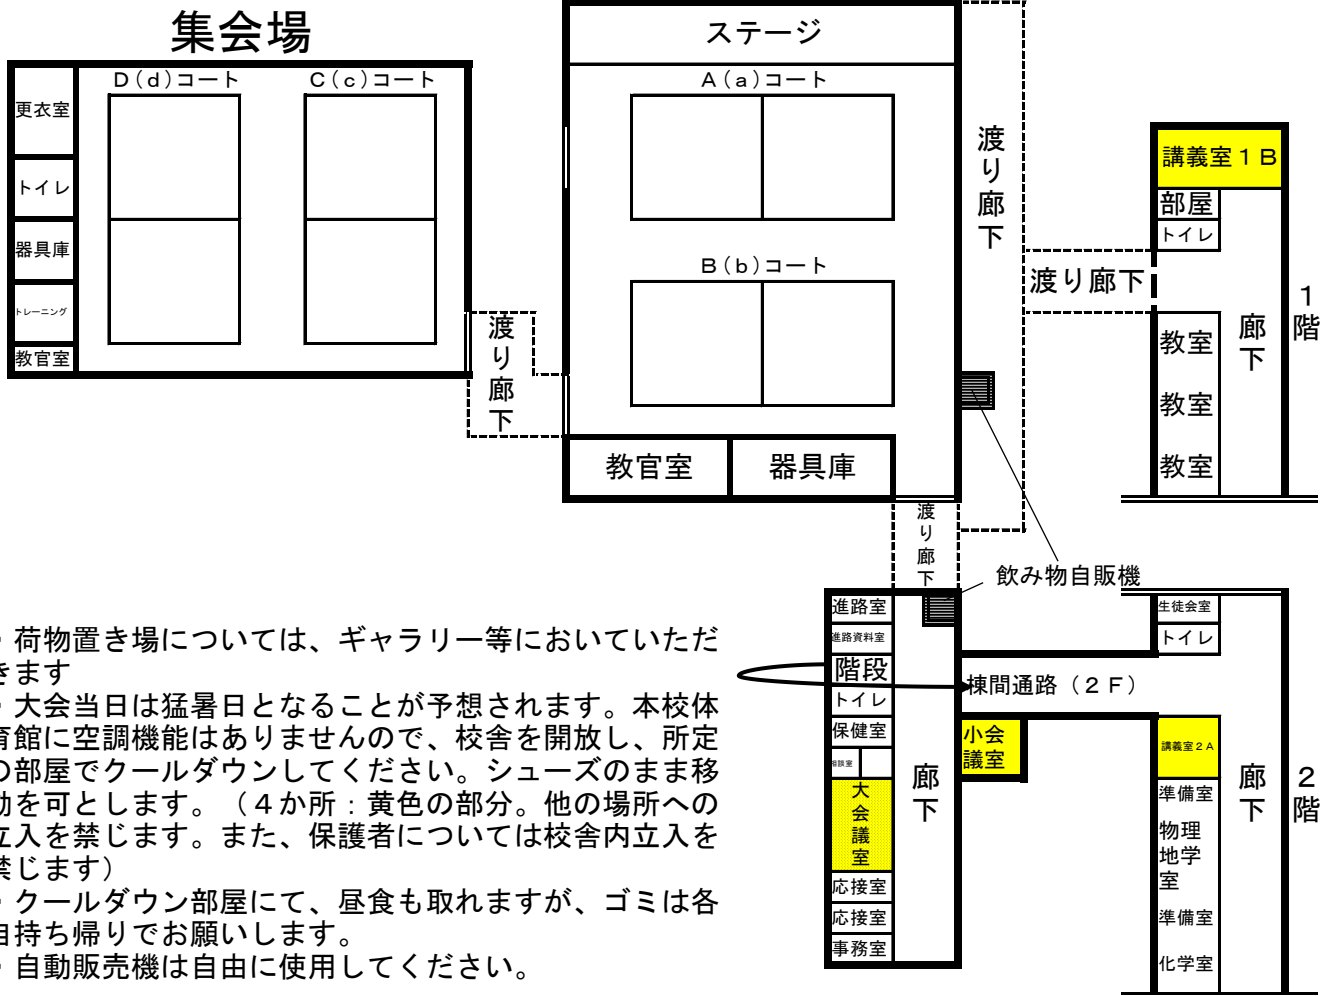 集会場
ステージ
D(d)コート
C(c)コート
A(a)コート
更衣室
トイレ
器具庫
トレーニング
教官室
B(b)コート
渡り廊下
教官室
器具庫
渡り廊下
渡り廊下
講義室1B
部屋
トイレ
教室
教室
教室
廊下
1階
渡り廊下
飲み物自販機
進路室
進路資料室
階段
トイレ
保健室
相談室
大会議室
応接室
応接室
事務室
廊下
棟間通路(2F)
小会議室
生徒会室
トイレ
講義室2A
準備室
物理
地学
室
準備室
化学室
廊下
2階
・荷物置き場については、ギャラリー等においていただ
きます
・大会当日は猛暑日となることが予想されます。本校体
育館に空調機能はありませんので、校舎を開放し、所定
の部屋でクールダウンしてください。シューズのまま移
動を可とします。(4か所:黄色の部分。他の場所への
立入を禁じます。また、保護者については校舎内立入を
禁じます)
・クールダウン部屋にて、昼食も取れますが、ゴミは各
自持ち帰りでお願いします。
・自動販売機は自由に使用してください。